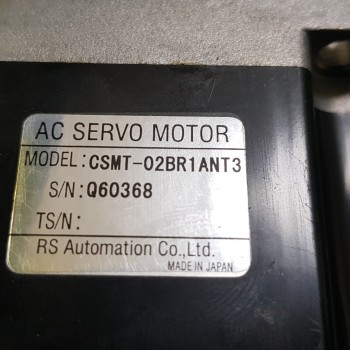 AC SERVO MOTOR
MODEL:CSMT-02BR1ANT3
S/N:Q60368
TS/N:
RS Automation Co.,Ltd.
MADE IN JAPAN